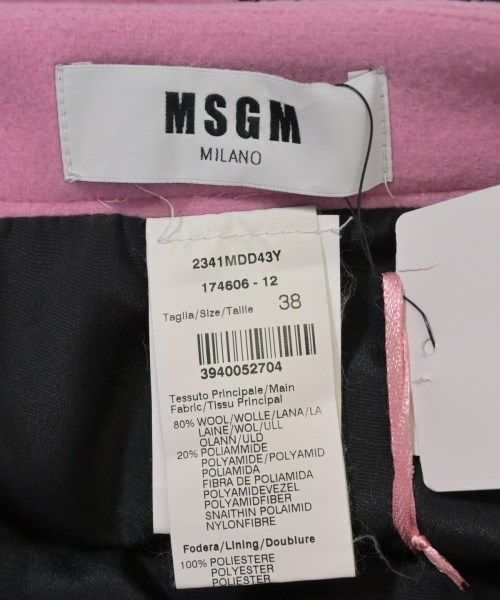 MSGM
MILANO
2341MDD43Y
174606 - 12
Taglia/Size/Taille 38
3940052704
Tessuto Principale/Main
Fabric/Tissu Principal
80% WOOL/WOLLE/LANA/LA
LAINE/WOL/ULL
OLANN/ULD
20% POLIAMMIDE
POLYAMIDE/POLYAMID
POLIAMIDA
FIBRA DE POLIAMIDA
POLYAMIDEVEZEL
POLYAMIDFIBER
SNAITHIN POLAIMID
NYLONFIBRE
Fodera/Lining/Doublure
100% POLIESTERE
POLYESTER
POLIESTER